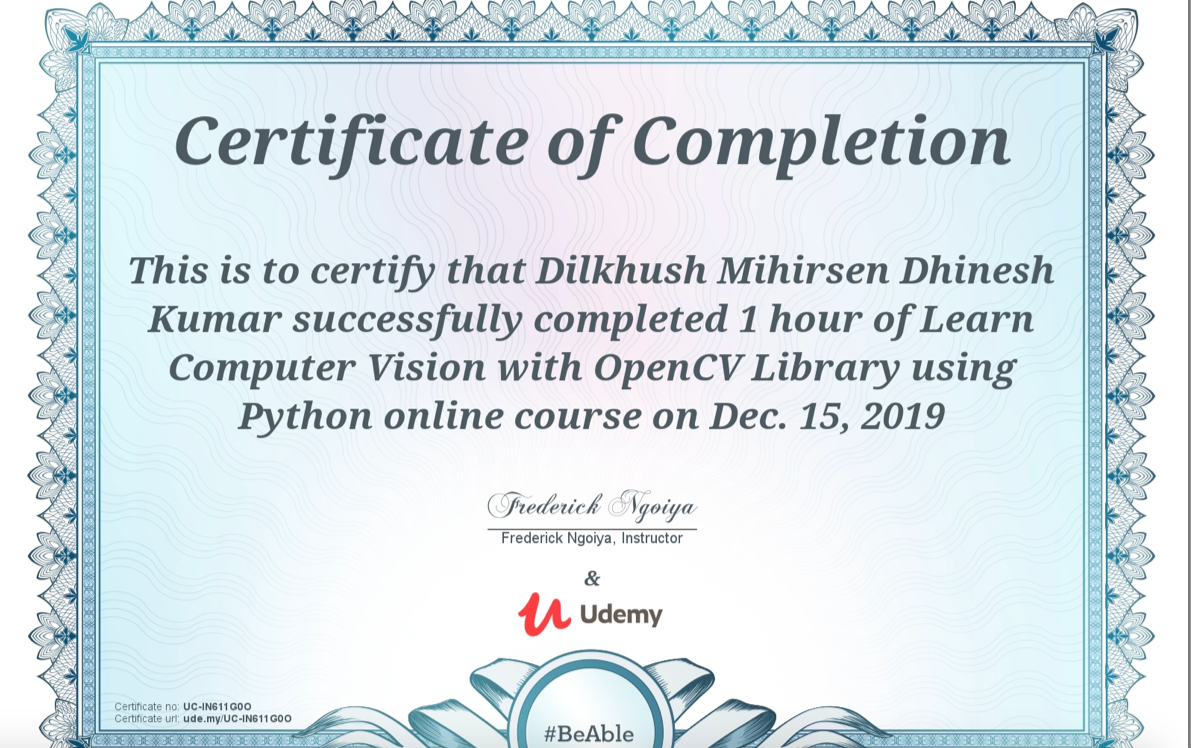 Certificate of Completion
This is to certify that Dilkhush Mihirsen Dhinesh
Kumar successfully completed 1 hour of Learn
Computer Vision with OpenCV Library using
Python online course on Dec. 15, 2019
Frederick Ngoiya
Frederick Ngoiya, Instructor
&
Udemy
Certificate no: UC-IN611G0O
Certificate url: ude.my/UC-IN611G0O
#BeAble